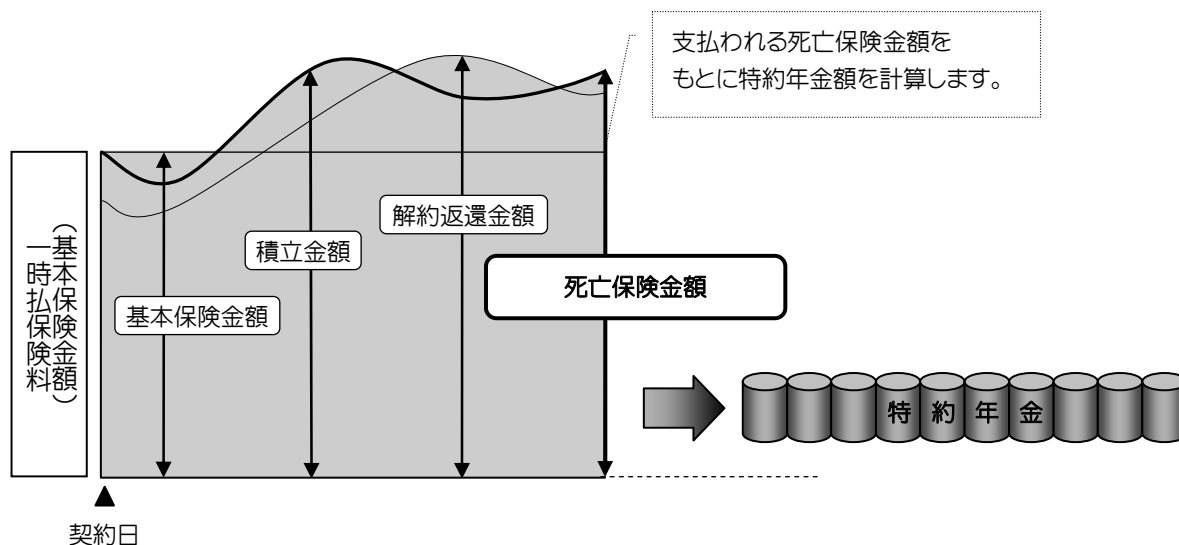 支払われる死亡保険金額を
もとに特約年金額を計算します。
一時払保険料
（基本保険金額）
基本保険金額
積立金額
解約返還金額
死亡保険金額
特約年金
契約日